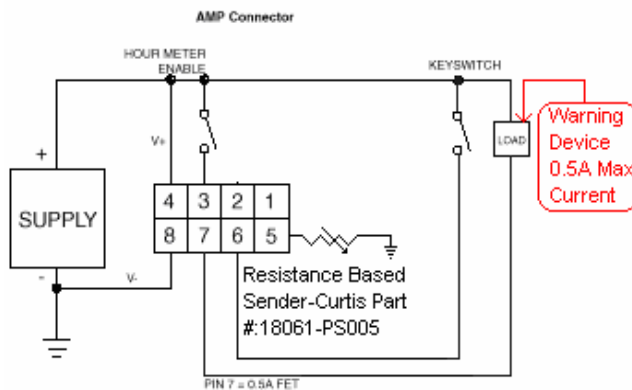 AMP Connector
HOUR METER
ENABLE
KEYSWITCH
V+
+
SUPPLY
-
V-
4 3 2 1
8 7 6 5
LOAD
Warning
Device
0.5A Max
Current
Resistance Based
Sender-Curtis Part
#:18061-PS005
PIN 7 = 0.5A FET